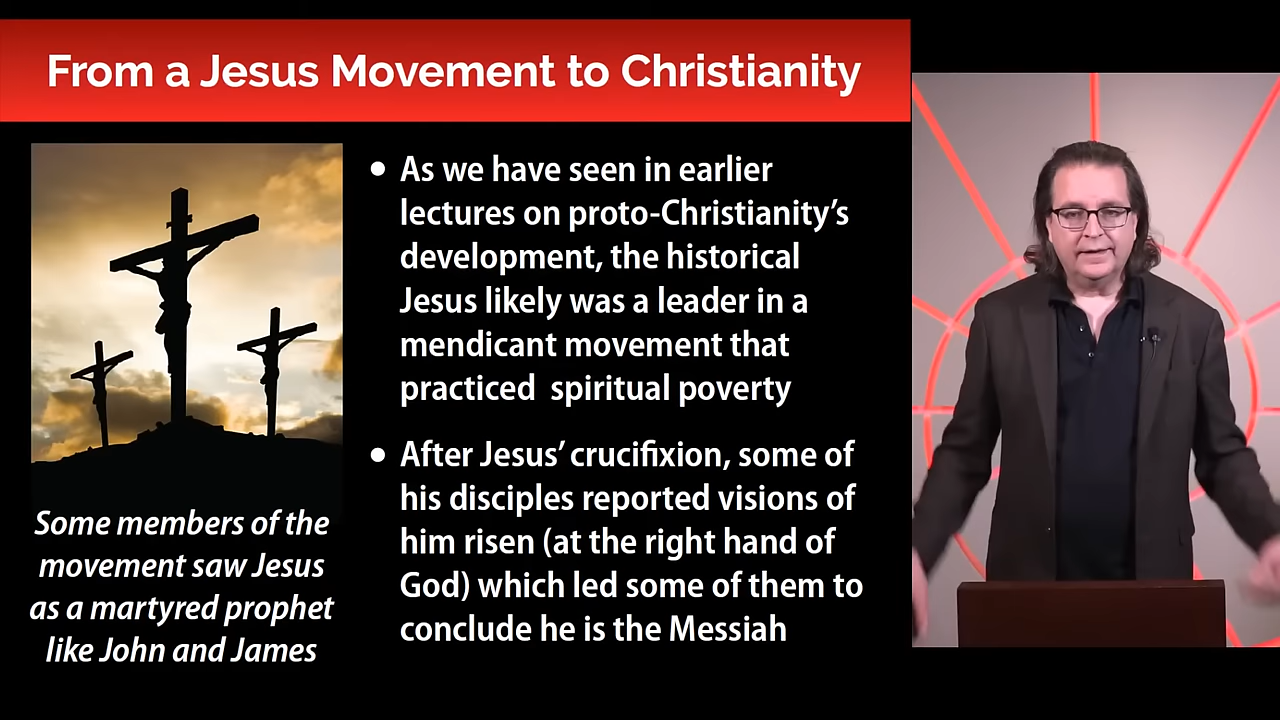 From a Jesus Movement to Christianity
• As we have seen in earlier
lectures on proto-Christianity’s
development, the historical
Jesus likely was a leader in a
mendicant movement that
practiced  spiritual poverty
• After Jesus’ crucifixion, some of
his disciples reported visions of
him risen (at the right hand of
God) which led some of them to
conclude he is the Messiah
Some members of the
movement saw Jesus
as a martyred prophet
like John and James